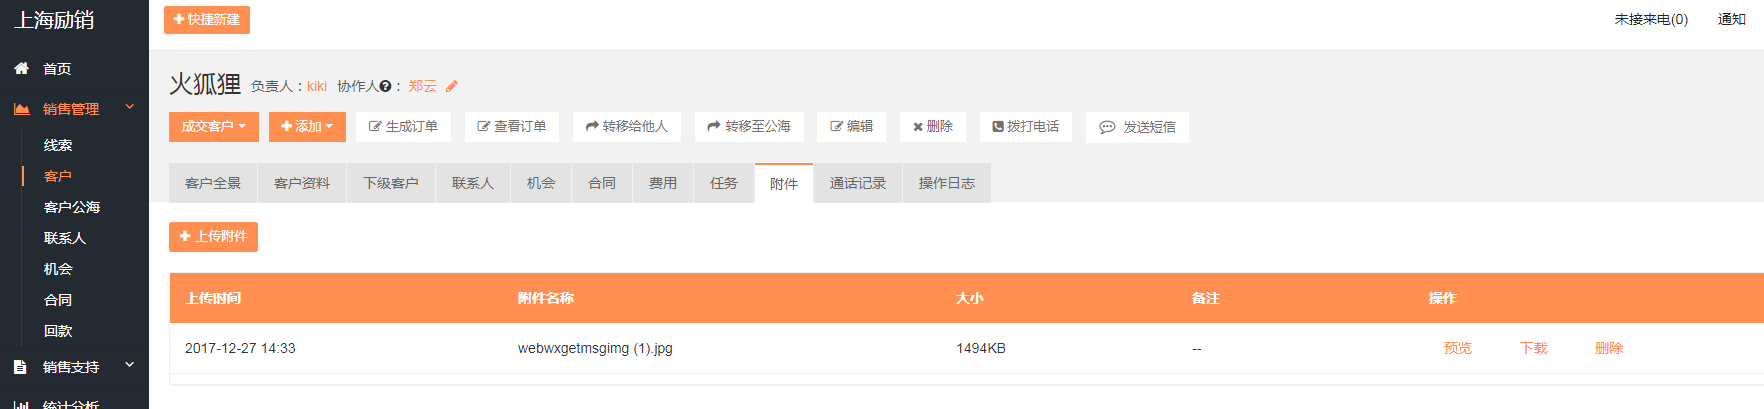 上海励销
快捷新建
未接来电(0) 通知
首页
销售管理
线索
客户
客户公海
联系人
机会
合同
回款
销售支持
统计分析
火狐狸 负责人：kiki 协作人 ： 郑云
成交客户 添加 生成订单 查看订单 转移给他人 转移至公海 编辑 删除 拨打电话 发送短信
客户全景 客户资料 下级客户 联系人 机会 合同 费用 任务 附件 通话记录 操作日志
上传附件
上传时间 附件名称 大小 备注 操作
2017-12-27 14:33 webwxgetmsgimg (1).jpg 1494KB -- 预览 下载 删除